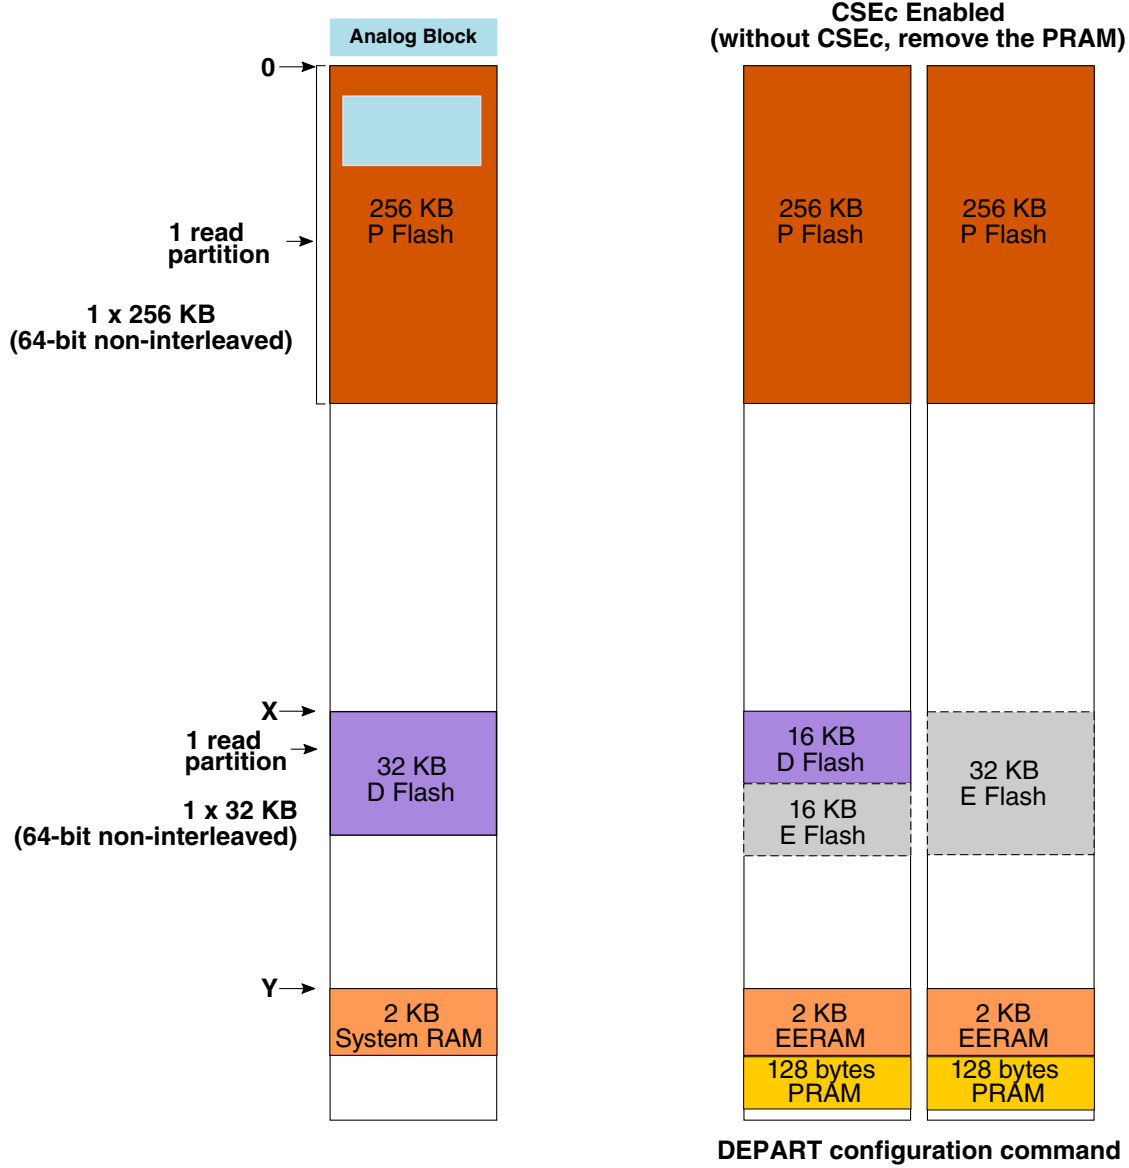 Analog Block
CSEc Enabled
(without CSEc, remove the PRAM)
0
256 KB
P Flash
256 KB
P Flash
256 KB
P Flash
1 read
partition
1 x 256 KB
(64-bit non-interleaved)
X
1 read
partition
32 KB
D Flash
1 x 32 KB
(64-bit non-interleaved)
16 KB
D Flash
16 KB
E Flash
32 KB
E Flash
Y
2 KB
System RAM
2 KB
EERAM
2 KB
EERAM
128 bytes
PRAM
128 bytes
PRAM
DEPART configuration command